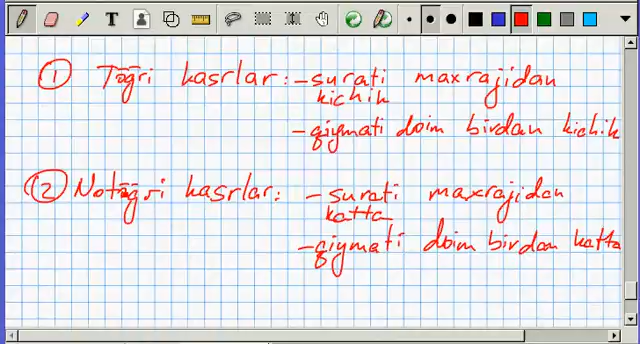 ① To'g'ri kasrlar: - surati maxrajidan
kichik
- qiymati doim birdan kichik
② Noto'g'ri kasrlar: - surati maxrajidan
katta
- qiymati doim birdan katta